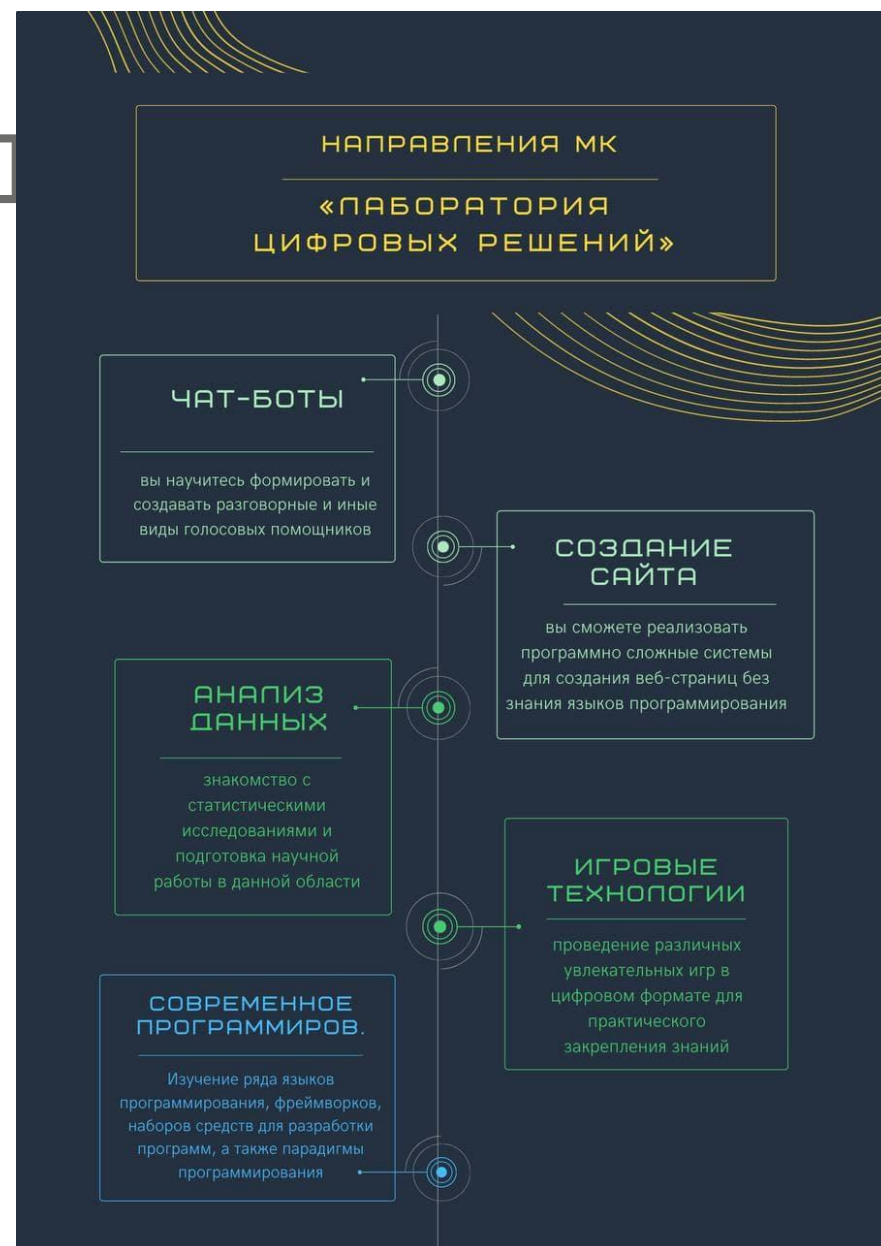 НАПРАВЛЕНИЯ МК
«ЛАБОРАТОРИЯ
ЦИФРОВЫХ РЕШЕНИЙ»
ЧАТ-БОТЫ
вы научитесь формировать и
создавать разговорные и иные
виды голосовых помощников
СОЗДАНИЕ
САЙТА
вы сможете реализовать
программно сложные системы
для создания веб-страниц без
знания языков программирования
АНАЛИЗ
ДАННЫХ
знакомство с
статистическими
исследованиями и
подготовка научной
работы в данной области
ИГРОВЫЕ
ТЕХНОЛОГИИ
проведение различных
увлекательных игр в
цифровом формате для
практического
закрепления знаний
СОВРЕМЕННОЕ
ПРОГРАММИРОВ.
Изучение ряда языков
программирования, фреймворков,
наборов средств для разработки
программ, а также парадигмы
программирования